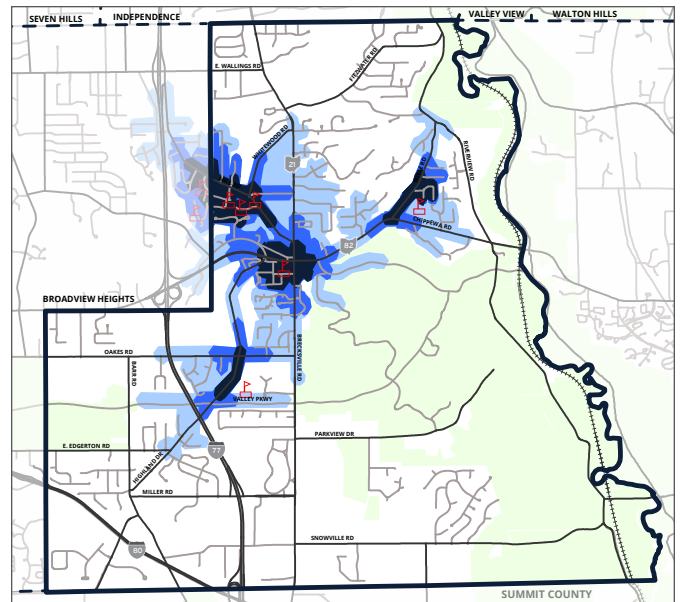 SEVEN HILLS
INDEPENDENCE
VALLEY VIEW
WALTON HILLS
E. WALLINGS RD
FITZWATER RD
WHITEWOOD RD
21
RIVERVIEW RD
CHIPPEWA RD
82
BROADVIEW HEIGHTS
OAKES RD
BARR RD
BRECKSVILLE RD
VALLEY PKWY
PARKVIEW DR
E. EDGERTON RD
HIGHLAND DR
77
MILLER RD
SNOWVILLE RD
80
SUMMIT COUNTY